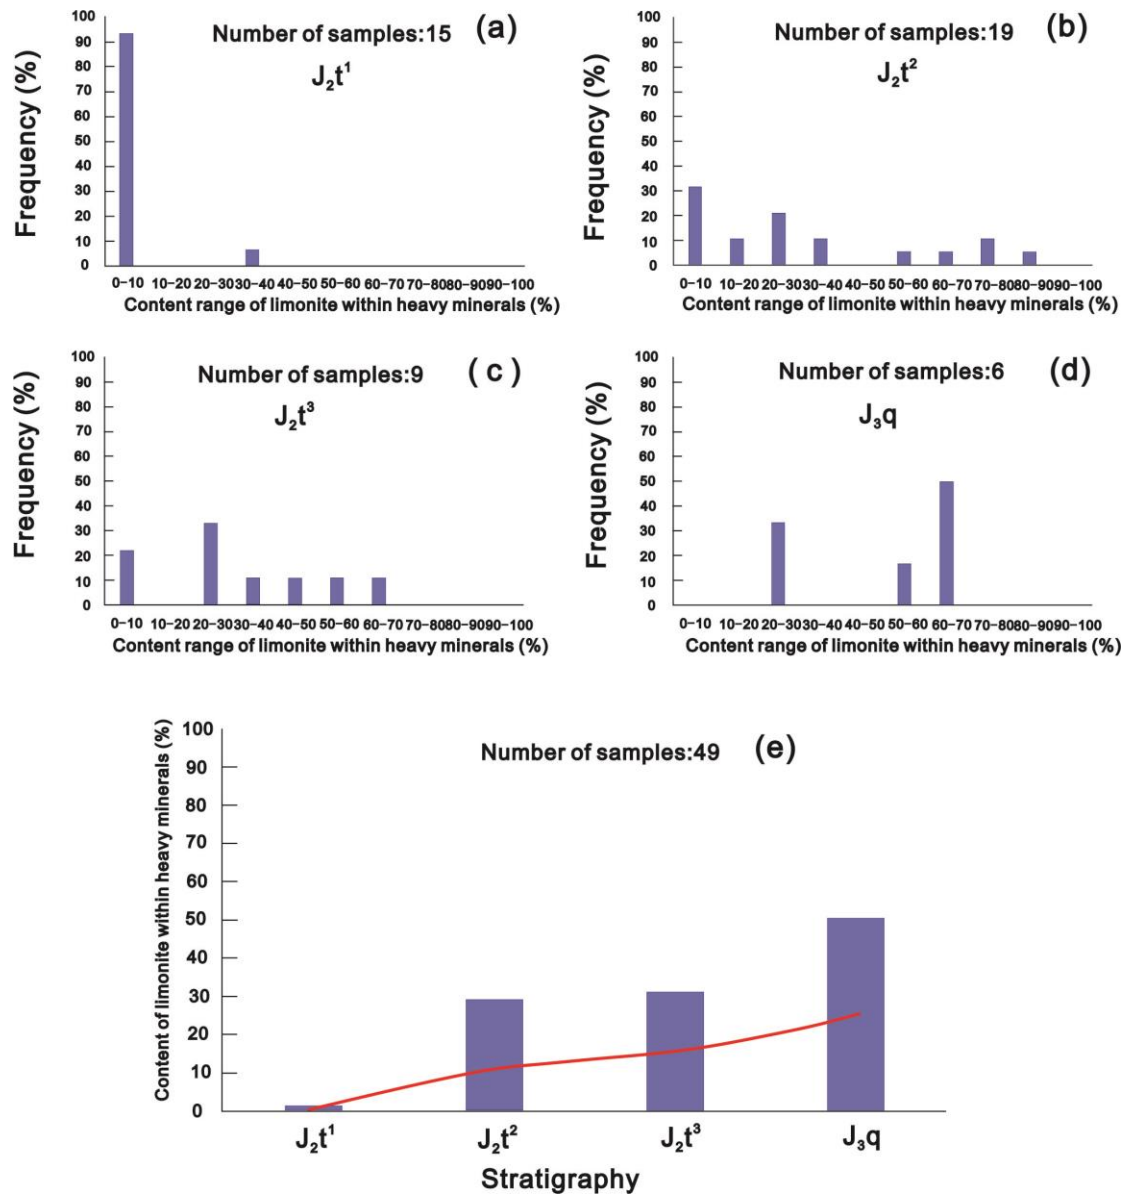 Number of samples:15 (a)
J₂t¹
Frequency (%)
100
90
80
70
60
50
40
30
20
10
0
0–10 10–20 20–30 30–40 40–50 50–60 60–70 70–80 80–90 90–100
Content range of limonite within heavy minerals (%)
Number of samples:19 (b)
J₂t²
Frequency (%)
100
90
80
70
60
50
40
30
20
10
0
0–10 10–20 20–30 30–40 40–50 50–60 60–70 70–80 80–90 90–100
Content range of limonite within heavy minerals (%)
Number of samples:9 (c)
J₂t³
Frequency (%)
100
90
80
70
60
50
40
30
20
10
0
0–10 10–20 20–30 30–40 40–50 50–60 60–70 70–80 80–90 90–100
Content range of limonite within heavy minerals (%)
Number of samples:6 (d)
J₃q
Frequency (%)
100
90
80
70
60
50
40
30
20
10
0
0–10 10–20 20–30 30–40 40–50 50–60 60–70 70–80 80–90 90–100
Content range of limonite within heavy minerals (%)
Number of samples:49 (e)
Content of limonite within heavy minerals (%)
100
90
80
70
60
50
40
30
20
10
0
J₂t¹ J₂t² J₂t³ J₃q
Stratigraphy